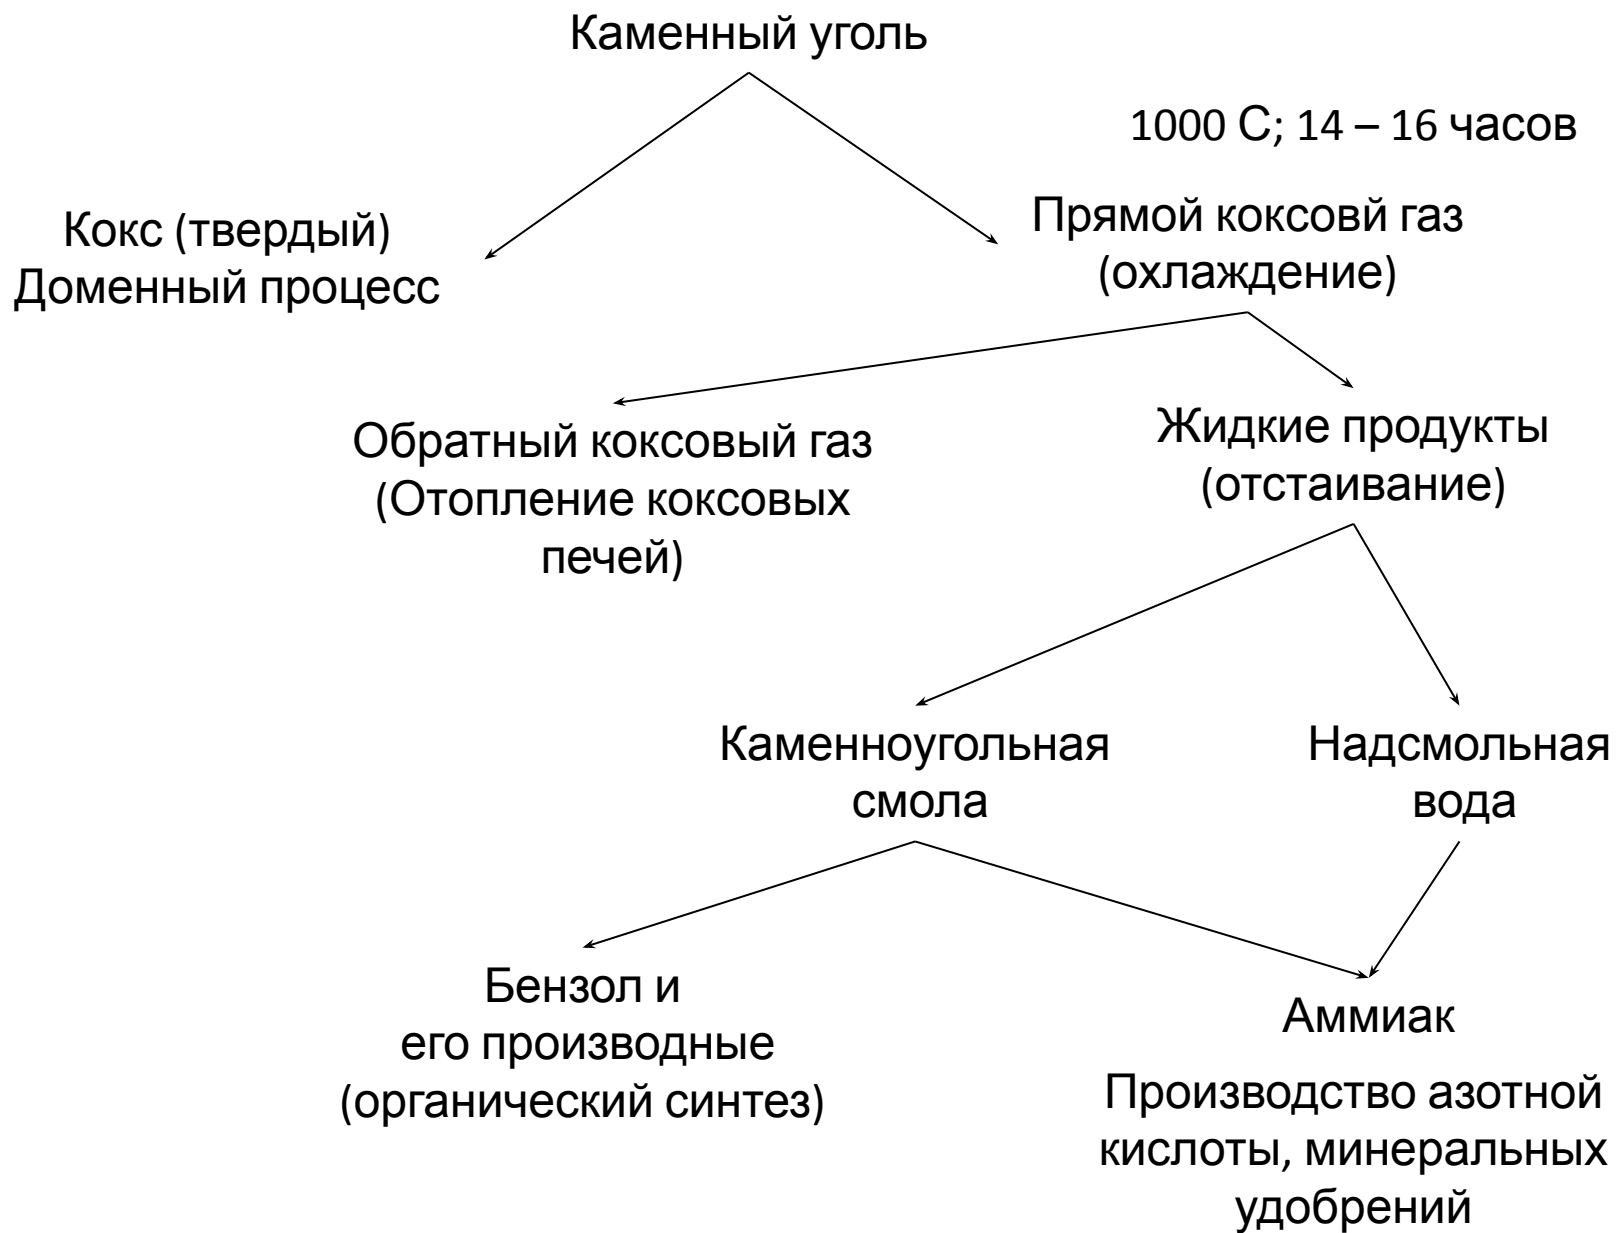 Каменный уголь
1000 С; 14 – 16 часов
Кокс (твердый)
Доменный процесс
Прямой коксовй газ
(охлаждение)
Обратный коксовый газ
(Отопление коксовых
печей)
Жидкие продукты
(отстаивание)
Каменноугольная
смола
Надсмольная
вода
Бензол и
его производные
(органический синтез)
Аммиак
Производство азотной
кислоты, минеральных
удобрений